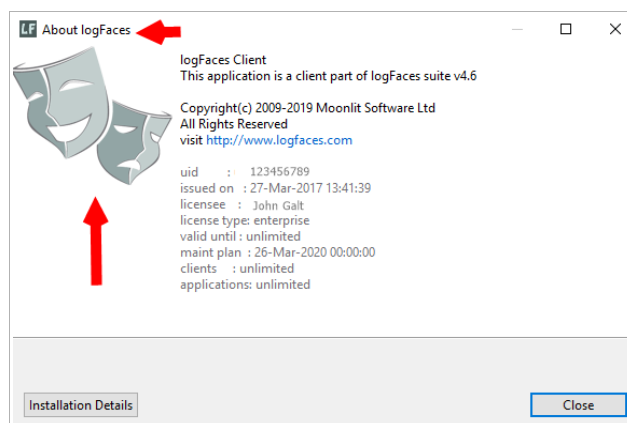 LF About logFaces
logFaces Client
This application is a client part of logFaces suite v4.6
Copyright(c) 2009-2019 Moonlit Software Ltd
All Rights Reserved
visit http://www.logfaces.com
uid : 123456789
issued on : 27-Mar-2017 13:41:39
licensee : John Galt
license type: enterprise
valid until : unlimited
maint plan : 26-Mar-2020 00:00:00
clients : unlimited
applications: unlimited
Installation Details
Close